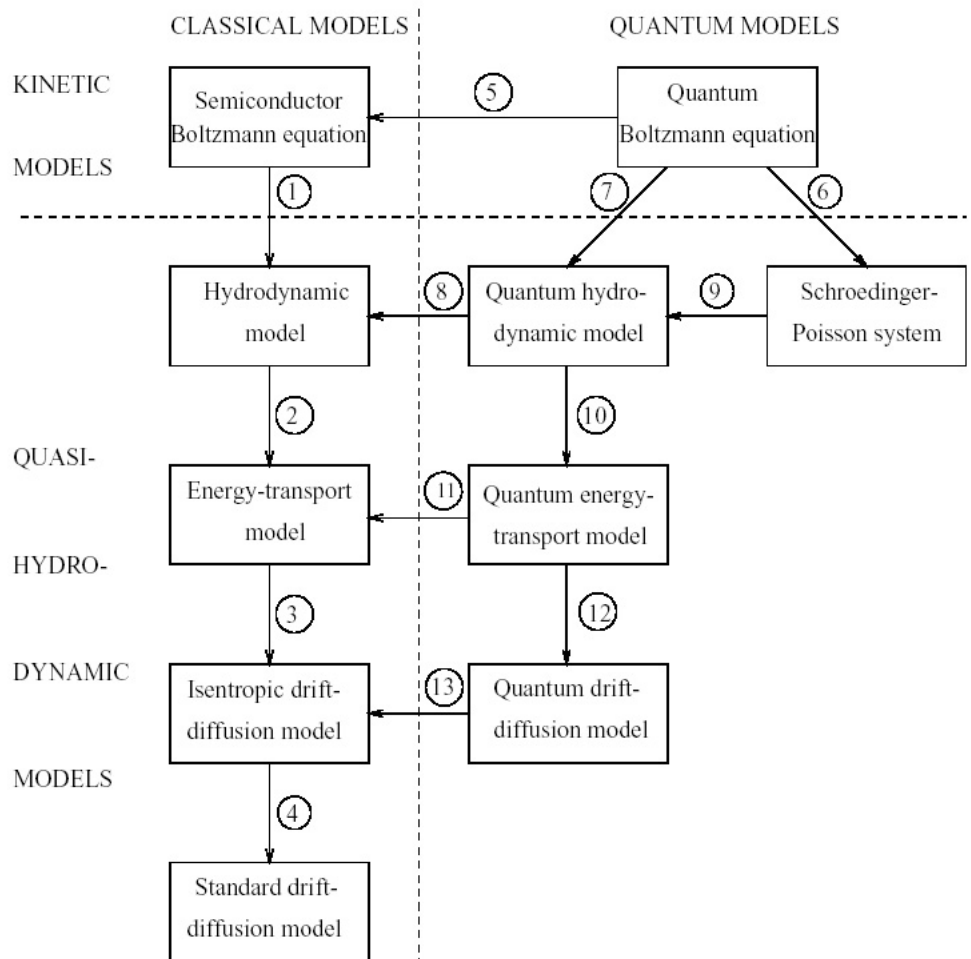 CLASSICAL MODELS
QUANTUM MODELS
KINETIC
MODELS
Semiconductor
Boltzmann equation
5
Quantum
Boltzmann equation
1
7
6
Hydrodynamic
model
8
Quantum hydro-
dynamic model
9
Schroedinger-
Poisson system
2
10
QUASI-
HYDRO-
DYNAMIC
MODELS
Energy-transport
model
11
Quantum energy-
transport model
3
12
Isentropic drift-
diffusion model
13
Quantum drift-
diffusion model
4
Standard drift-
diffusion model